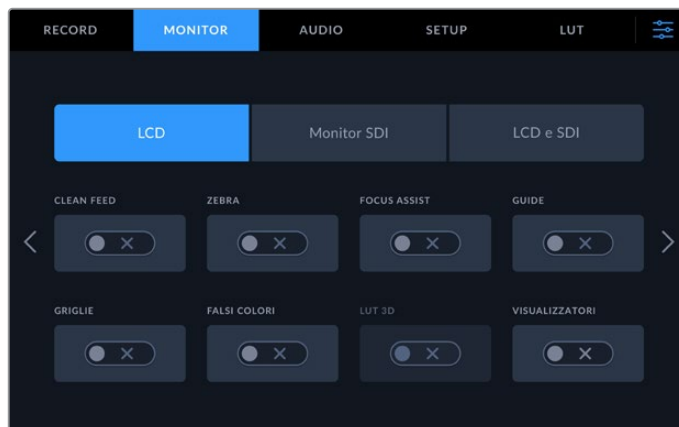 RECORD MONITOR AUDIO SETUP LUT
LCD Monitor SDI LCD e SDI
CLEAN FEED ZEBRA FOCUS ASSIST GUIDE
GRIGLIE FALSI COLORI LUT 3D VISUALIZZATORI